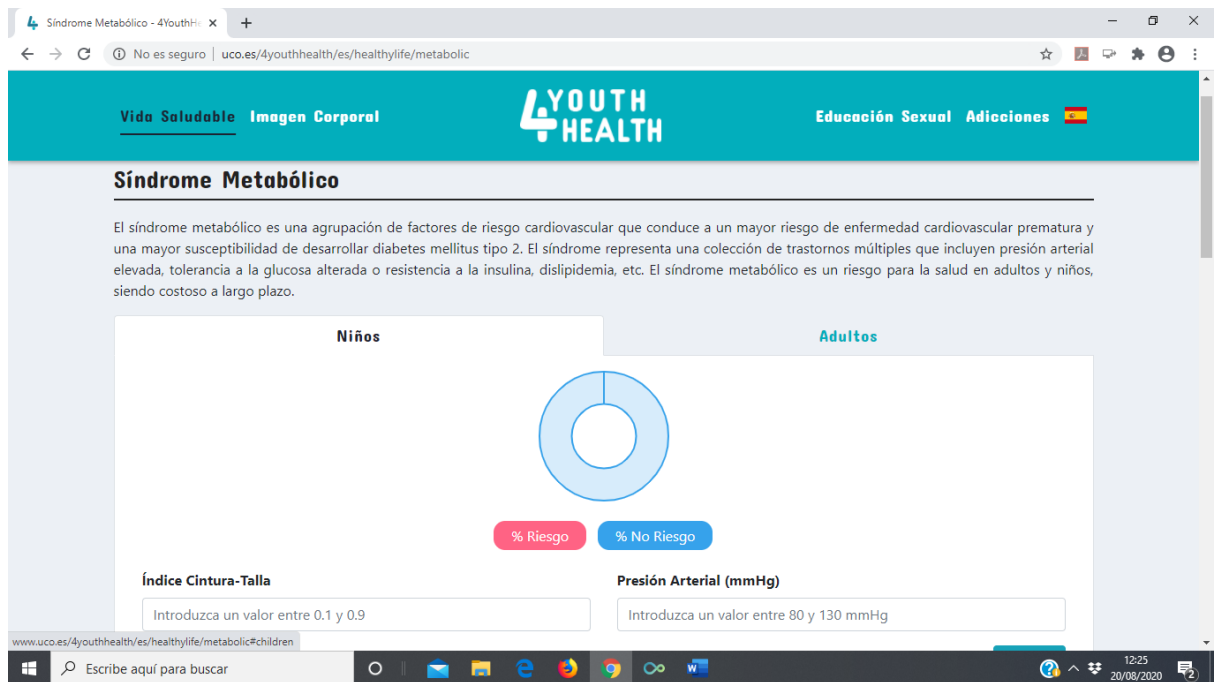 Síndrome Metabólico - 4YouthHe
No es seguro | uco.es/4youthhealth/es/healthylife/metabolic
Vida Saludable Imagen Corporal 4YOUTH HEALTH Educación Sexual Adicciones
Síndrome Metabólico
El síndrome metabólico es una agrupación de factores de riesgo cardiovascular que conduce a un mayor riesgo de enfermedad cardiovascular prematura y
una mayor susceptibilidad de desarrollar diabetes mellitus tipo 2. El síndrome representa una colección de trastornos múltiples que incluyen presión arterial
elevada, tolerancia a la glucosa alterada o resistencia a la insulina, dislipidemia, etc. El síndrome metabólico es un riesgo para la salud en adultos y niños,
siendo costoso a largo plazo.
Niños Adultos
% Riesgo % No Riesgo
Índice Cintura-Talla Presión Arterial (mmHg)
Introduzca un valor entre 0.1 y 0.9 Introduzca un valor entre 80 y 130 mmHg
www.uco.es/4youthhealth/es/healthylife/metabolic#children
Escribe aquí para buscar
12:25
20/08/2020
2